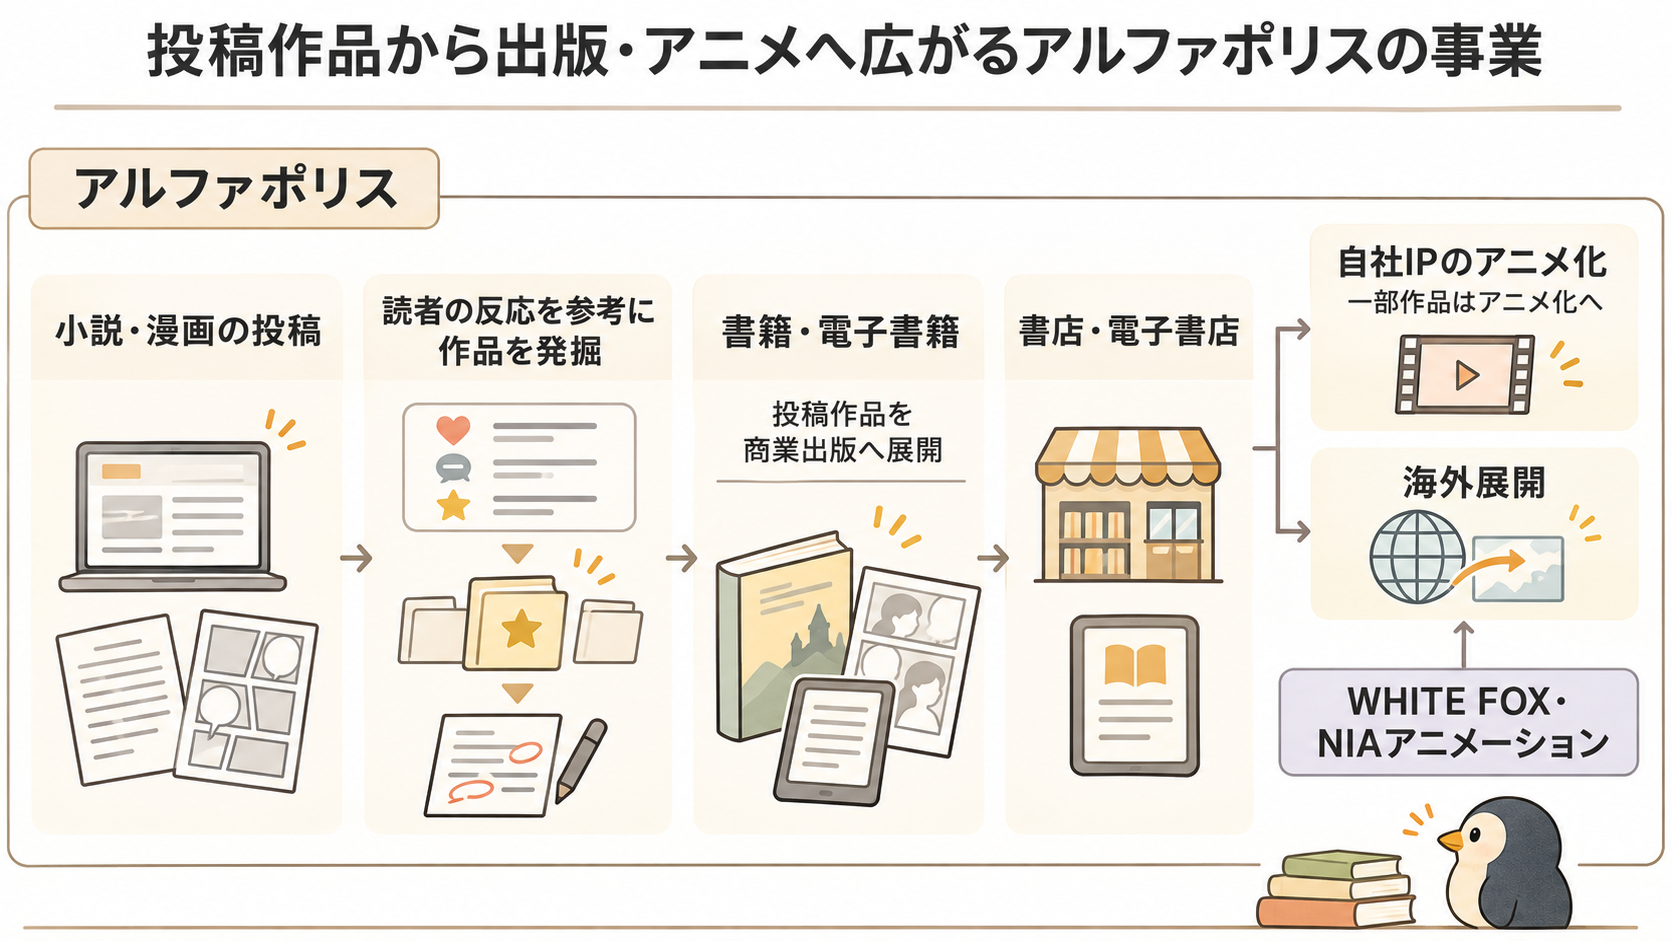 投稿作品から出版・アニメへ広がるアルファポリスの事業
アルファポリス
小説・漫画の投稿
読者の反応を参考に
作品を発掘
書籍・電子書籍
投稿作品を
商業出版へ展開
書店・電子書店
自社IPのアニメ化
一部作品はアニメ化へ
海外展開
WHITE FOX・
NIAアニメーション